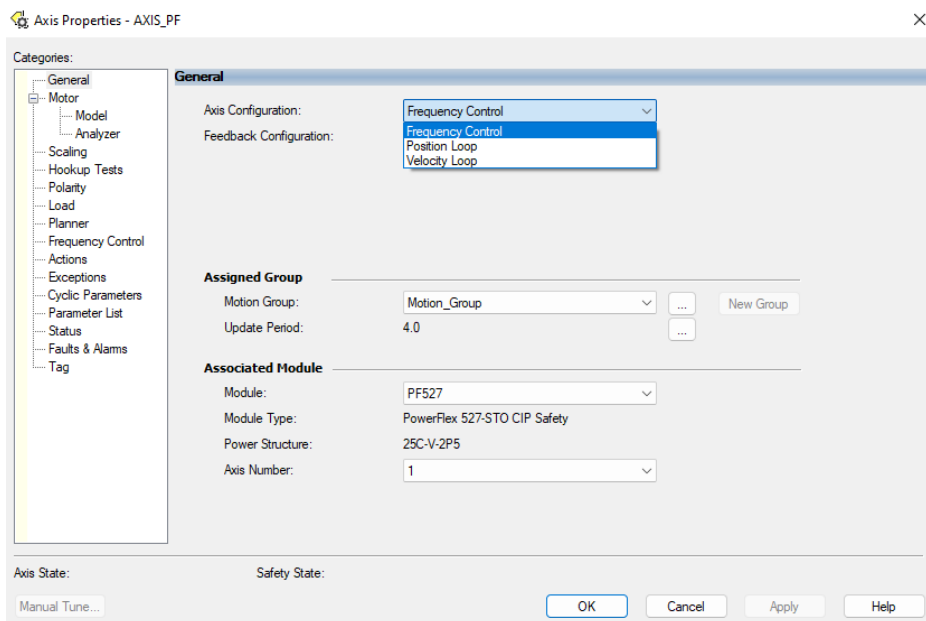 Axis Properties - AXIS_PF
Categories:
General
Motor
Model
Analyzer
Scaling
Hookup Tests
Polarity
Load
Planner
Frequency Control
Actions
Exceptions
Cyclic Parameters
Parameter List
Status
Faults & Alarms
Tag
General
Axis Configuration: Frequency Control
Frequency Control
Feedback Configuration:
Position Loop
Velocity Loop
Assigned Group
Motion Group: Motion_Group ... New Group
Update Period: 4.0 ...
Associated Module
Module: PF527
Module Type: PowerFlex 527-STO CIP Safety
Power Structure: 25C-V-2P5
Axis Number: 1
Axis State: Safety State:
Manual Tune... OK Cancel Apply Help